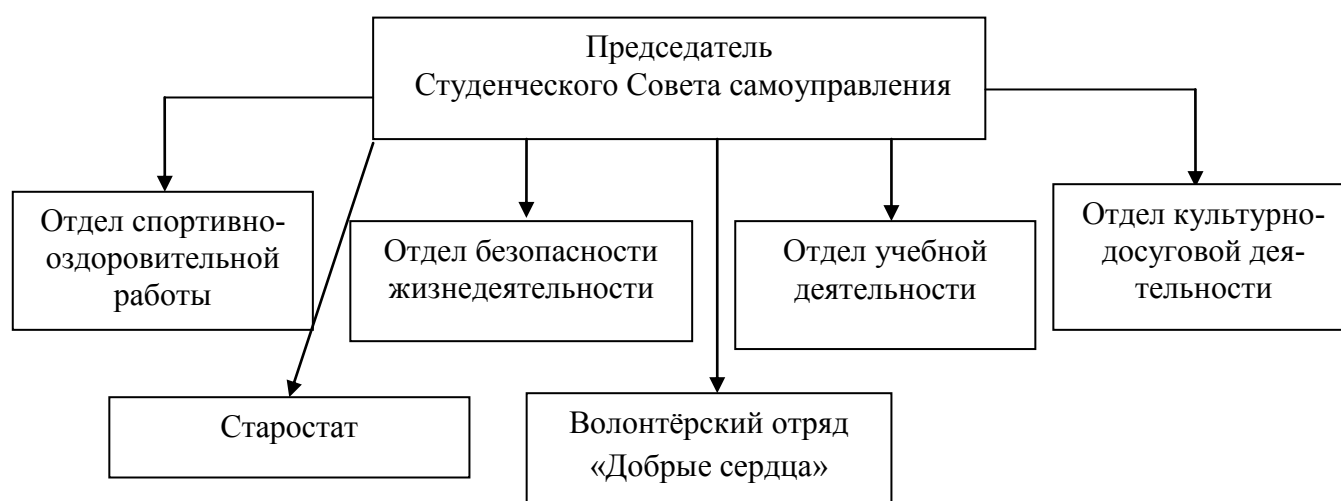 Председатель
Студенческого Совета самоуправления
Отдел спортивно-
оздоровительной
работы
Отдел безопасности
жизнедеятельности
Отдел учебной
деятельности
Отдел культурно-
досуговой дея-
тельности
Старостат
Волонтёрский отряд
«Добрые сердца»